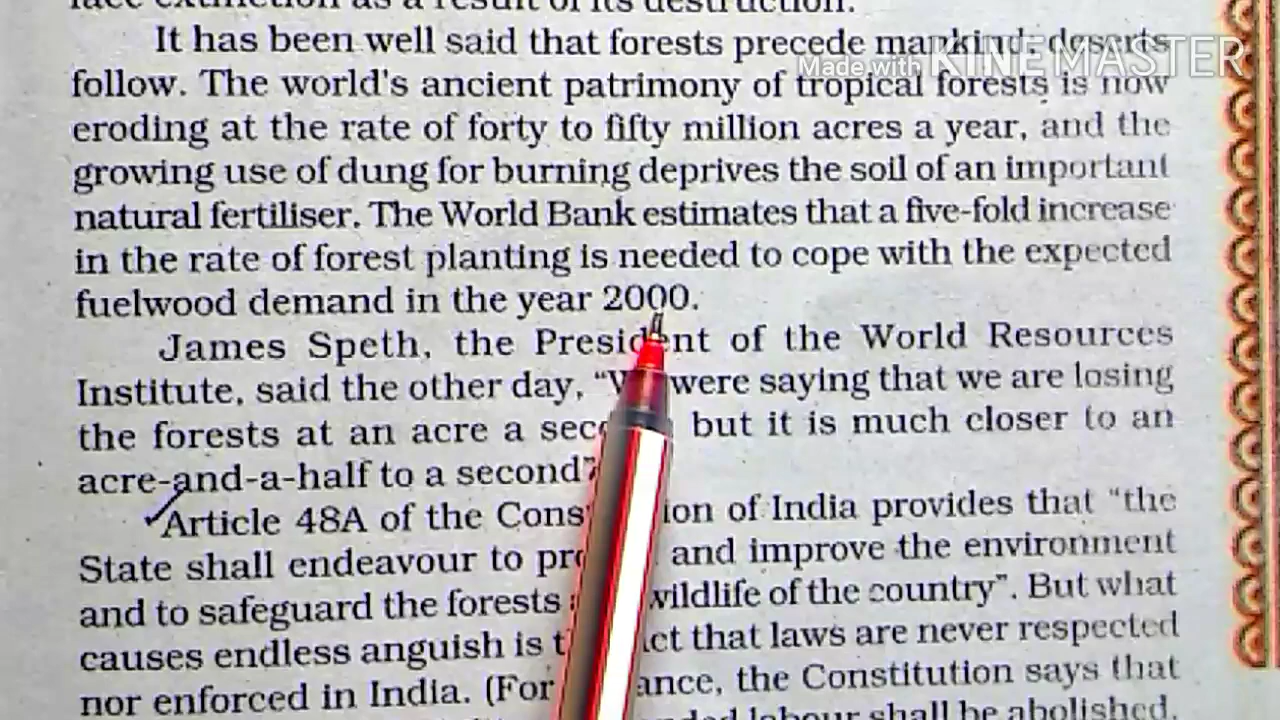 face extinction as a result of its destruction.
It has been well said that forests precede mankind; deserts
Made with KINEMASTER
follow. The world's ancient patrimony of tropical forests is now
eroding at the rate of forty to fifty million acres a year, and the
growing use of dung for burning deprives the soil of an important
natural fertiliser. The World Bank estimates that a five-fold increase
in the rate of forest planting is needed to cope with the expected
fuelwood demand in the year 2000.
James Speth, the President of the World Resources
Institute, said the other day, “We were saying that we are losing
the forests at an acre a but it is much closer to an
acre-and-a-half to a second”
Article 48A of the of India provides that “the
State shall endeavour to and improve the environment
and to safeguard the forests wildlife of the country”. But what
causes endless anguish is that laws are never respected
nor enforced in India. (For the Constitution says that
labour shall be abolished,